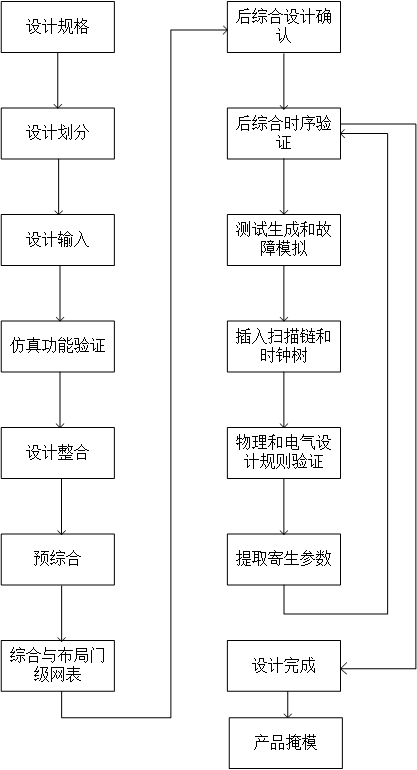 设计规格
设计划分
设计输入
仿真功能验证
设计整合
预综合
综合与布局门
级网表
后综合设计确
认
后综合时序验
证
测试生成和故
障模拟
插入扫描链和
时钟树
物理和电气设
计规则验证
提取寄生参数
设计完成
产品掩模